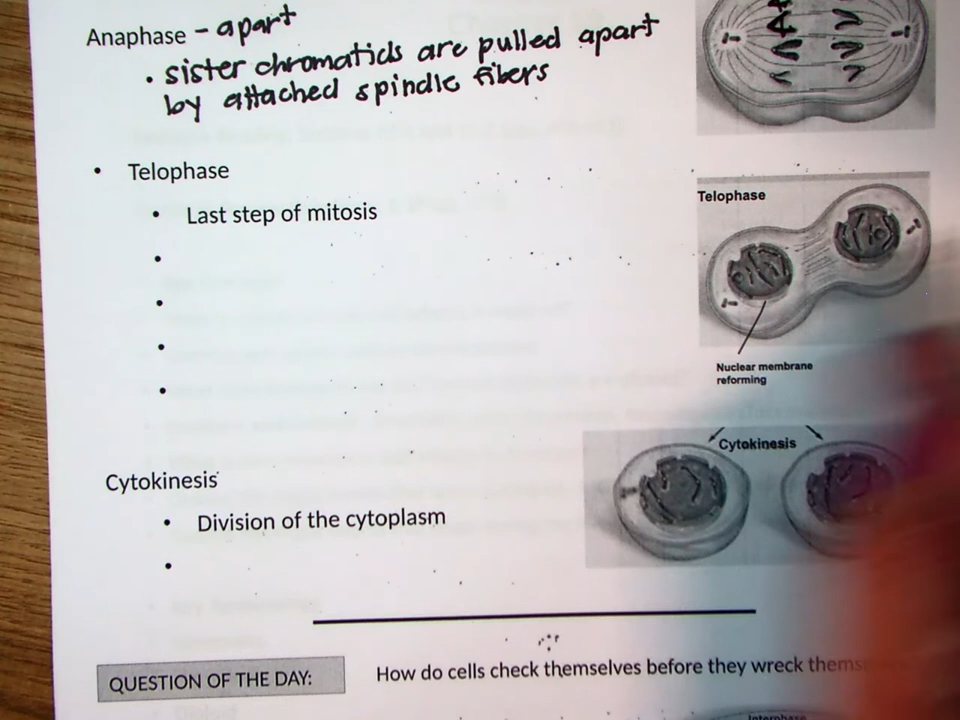 Anaphase - apart
• sister chromatids are pulled apart
by attached spindle fibers
• Telophase
• Last step of mitosis
•
•
•
•
Telophase
Nuclear membrane
reforming
Cytokinesis
Cytokinesis
• Division of the cytoplasm
•
QUESTION OF THE DAY: How do cells check themselves before they wreck
Interphase